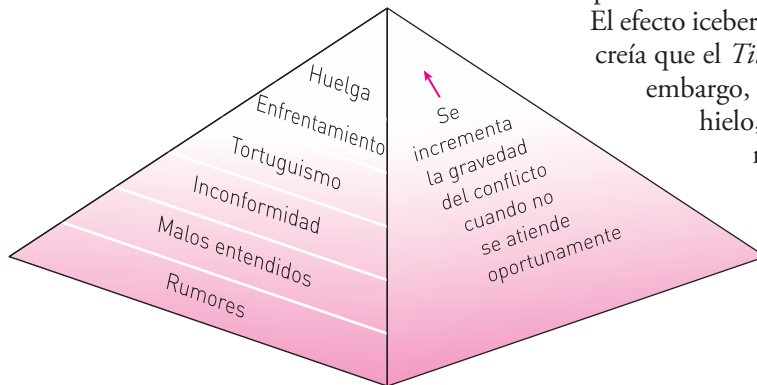 El efecto iceber
creía que el Ti
embargo,
hielo,
Huelga
Enfrentamiento
Tortuguismo
Inconformidad
Malos entendidos
Rumores
Se
incrementa
la gravedad
del conflicto
cuando no
se atiende
oportunamente